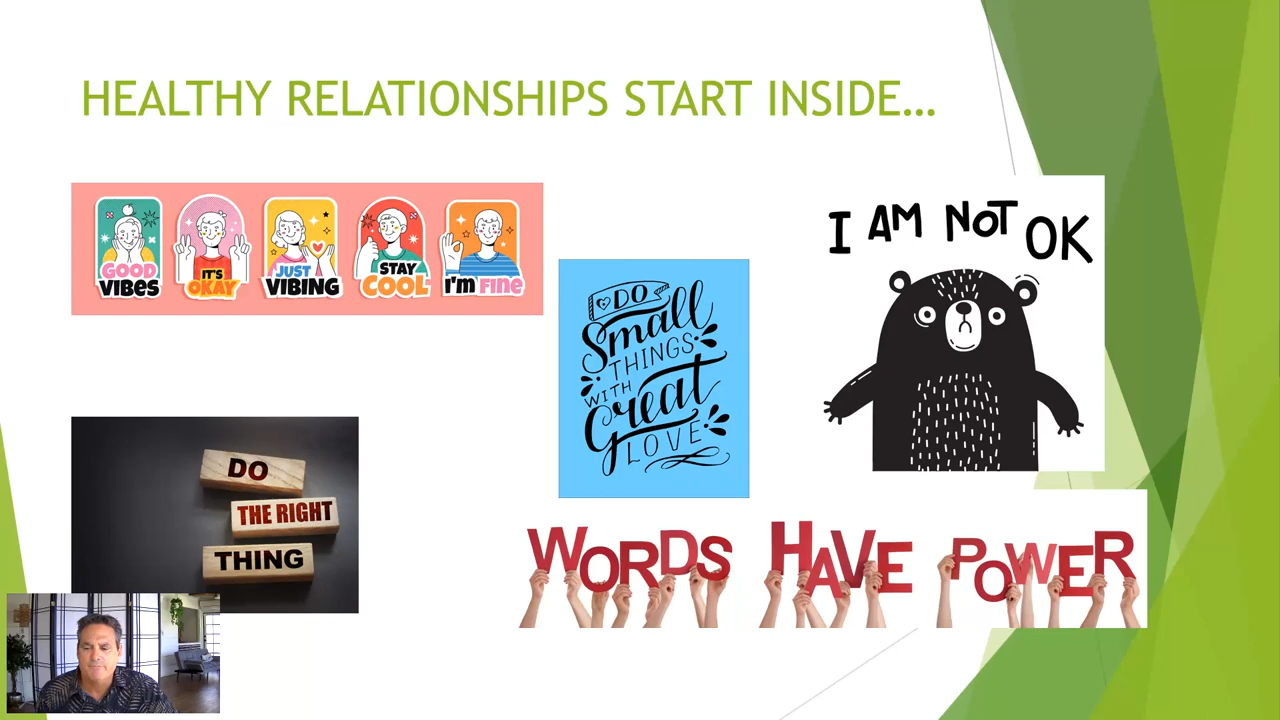 HEALTHY RELATIONSHIPS START INSIDE…
GOOD
VIBES
IT'S
OKAY
JUST
VIBING
STAY
COOL
I'm FINE
I AM NOT OK
DO
Small
THINGS
WITH
Great
LOVE
DO
THE RIGHT
THING
WORDS HAVE POWER